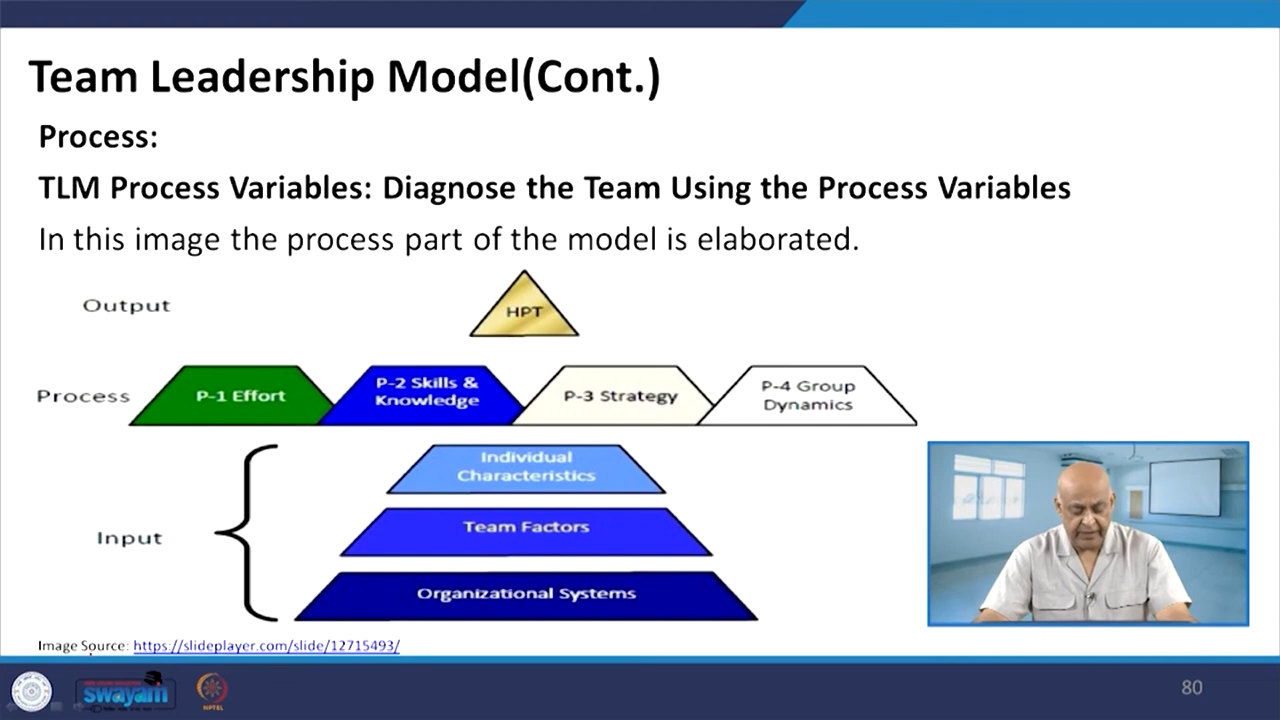 Team Leadership Model(Cont.)
Process:
TLM Process Variables: Diagnose the Team Using the Process Variables
In this image the process part of the model is elaborated.
Output
HPT
Process
P-1 Effort
P-2 Skills &
Knowledge
P-3 Strategy
P-4 Group
Dynamics
Input
Individual
Characteristics
Team Factors
Organizational Systems
Image Source: https://slideplayer.com/slide/12715493/
swayam
NPTEL
80